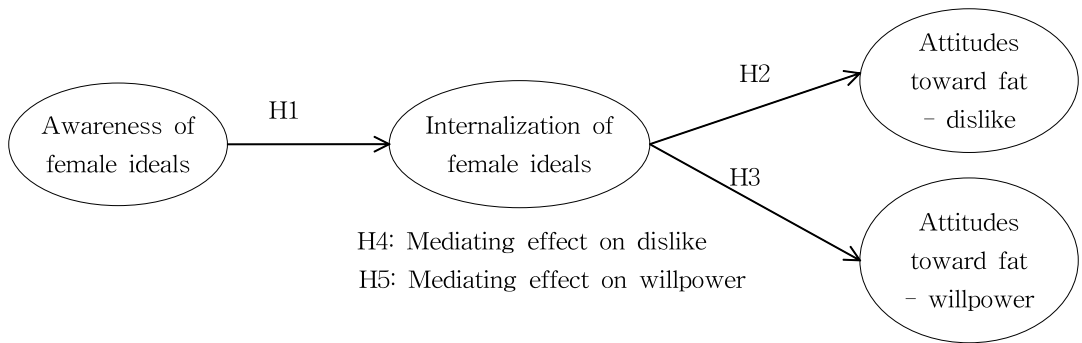 Awareness of
female ideals
H1
Internalization of
female ideals
H2
H3
Attitudes
toward fat
- dislike
Attitudes
toward fat
- willpower
H4: Mediating effect on dislike
H5: Mediating effect on willpower